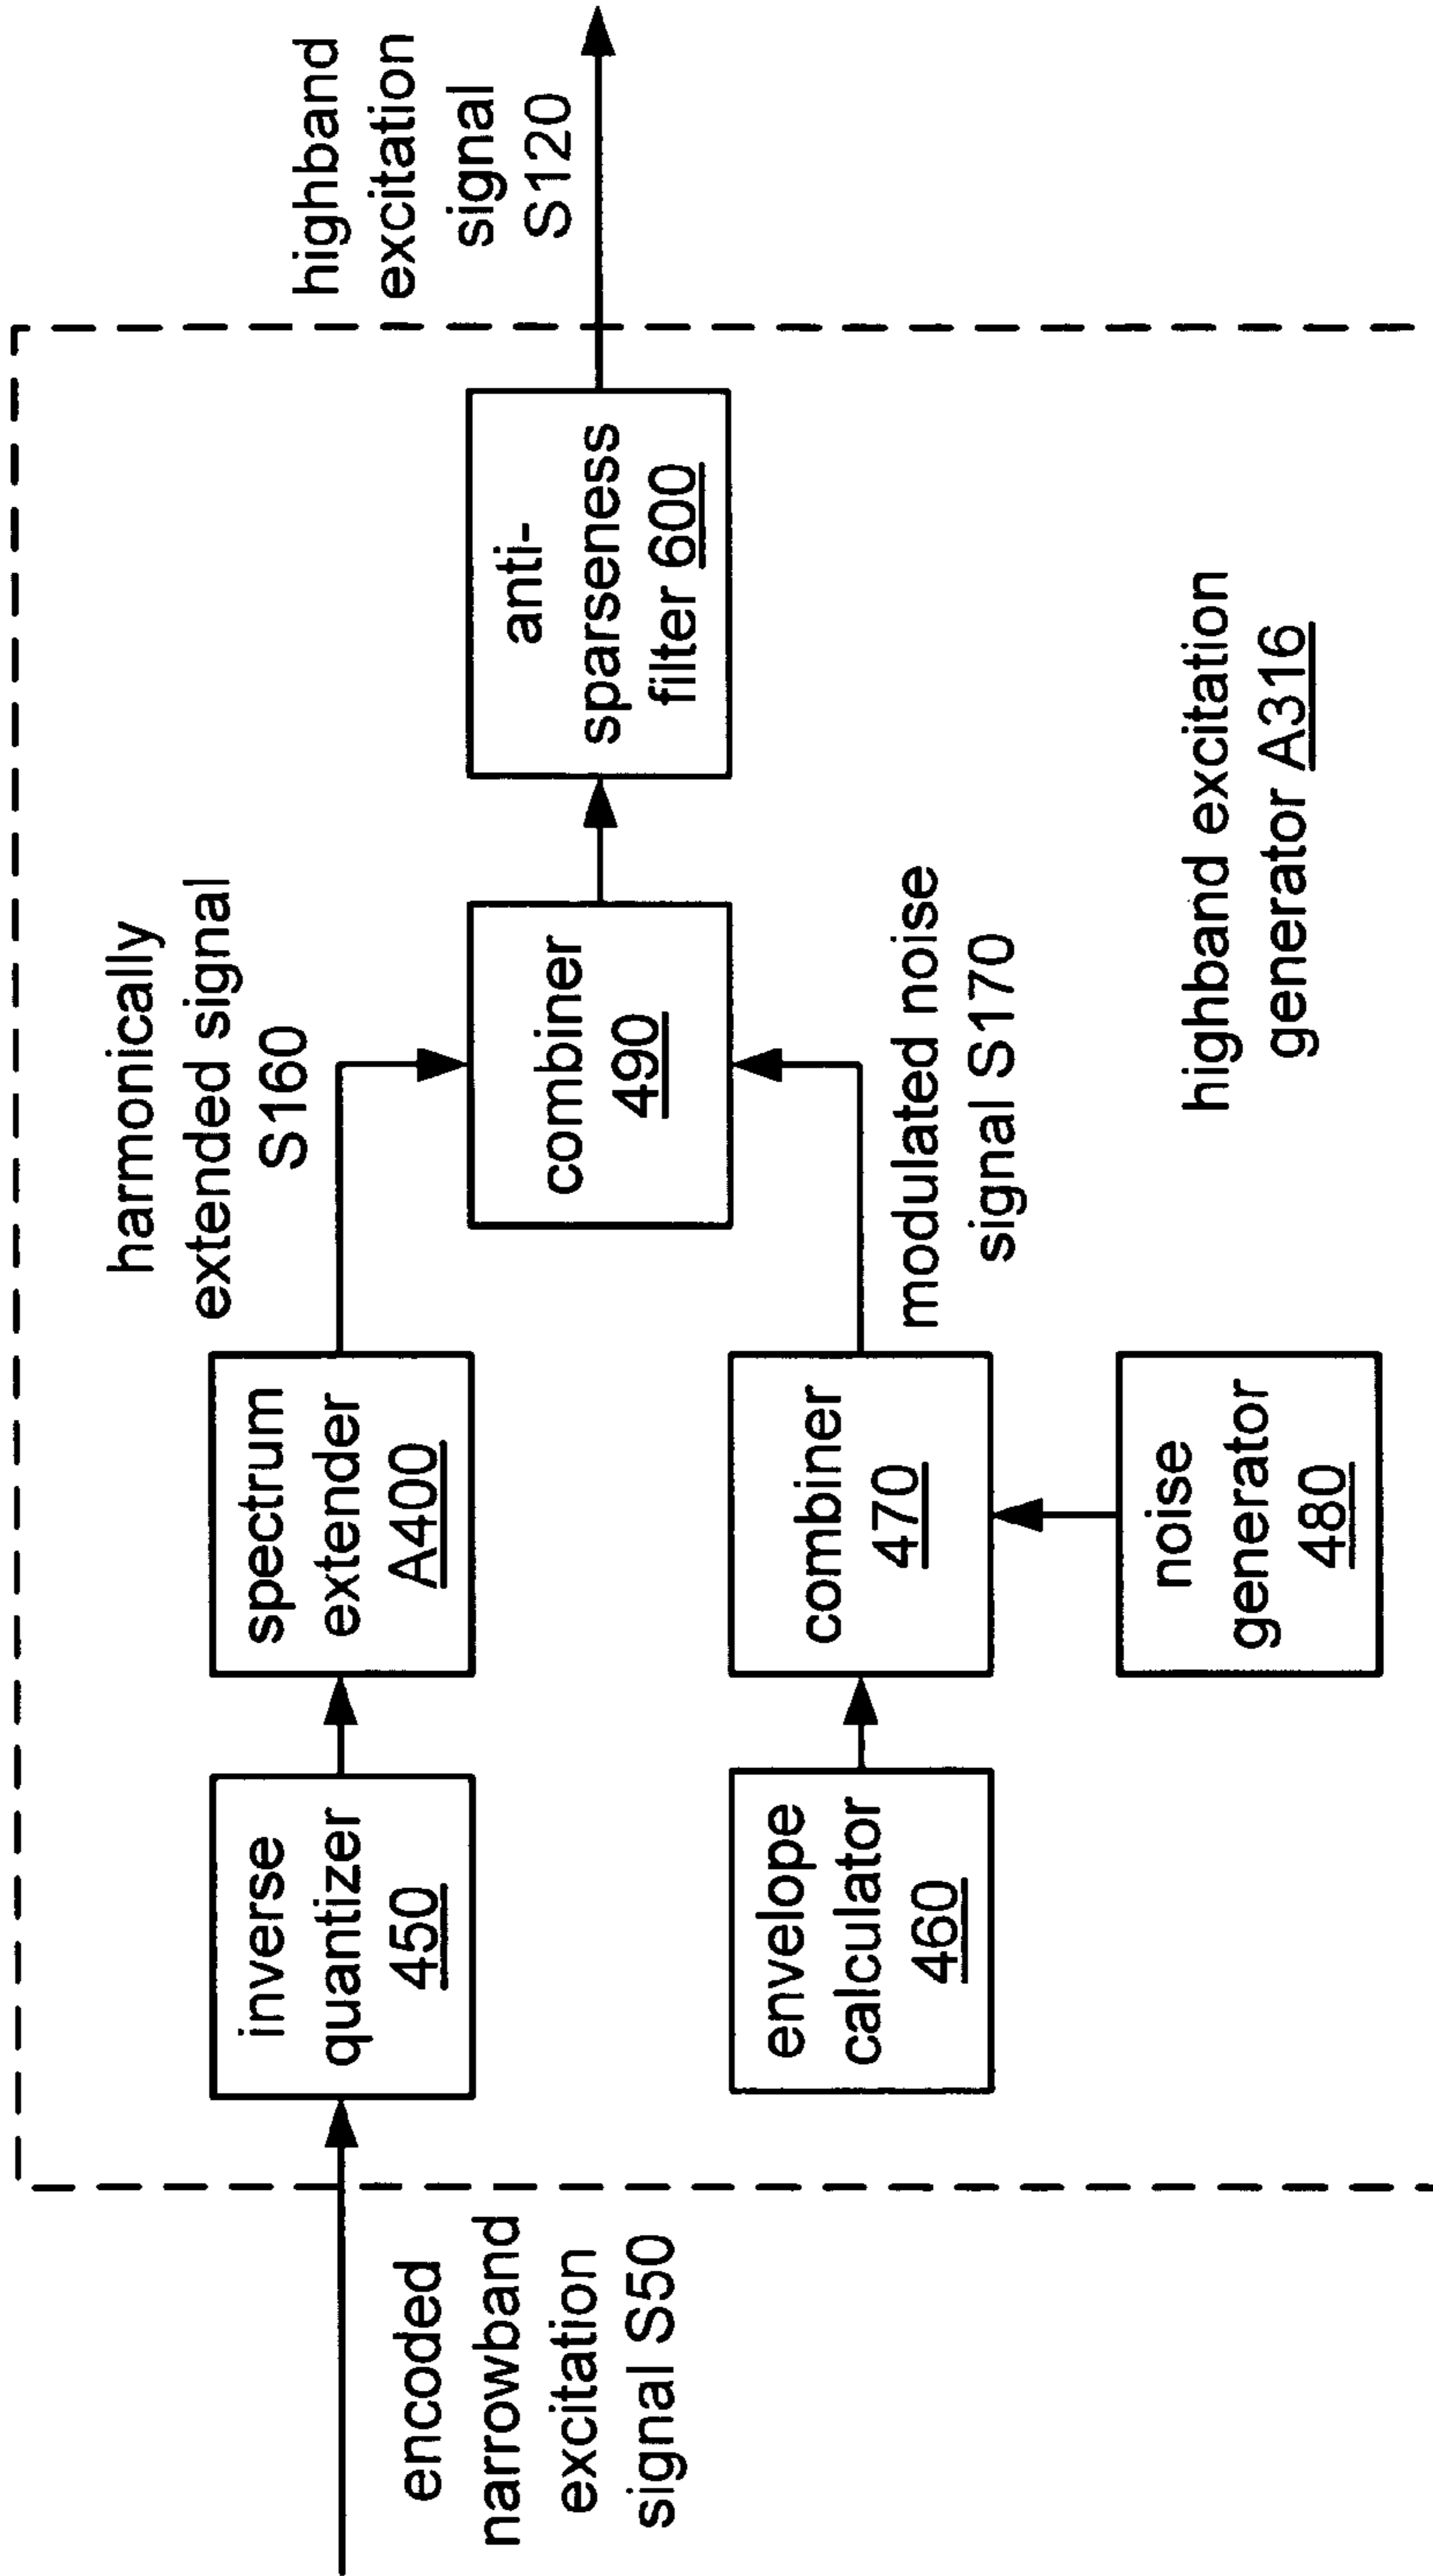 encoded
narrowband
excitation
signal S50
inverse
quantizer
450
spectrum
extender
A400
harmonically
extended signal
S160
envelope
calculator
460
combiner
470
noise
generator
480
modulated noise
signal S170
combiner
490
anti-
sparseness
filter 600
highband
excitation
signal
S120
highband excitation
generator A316